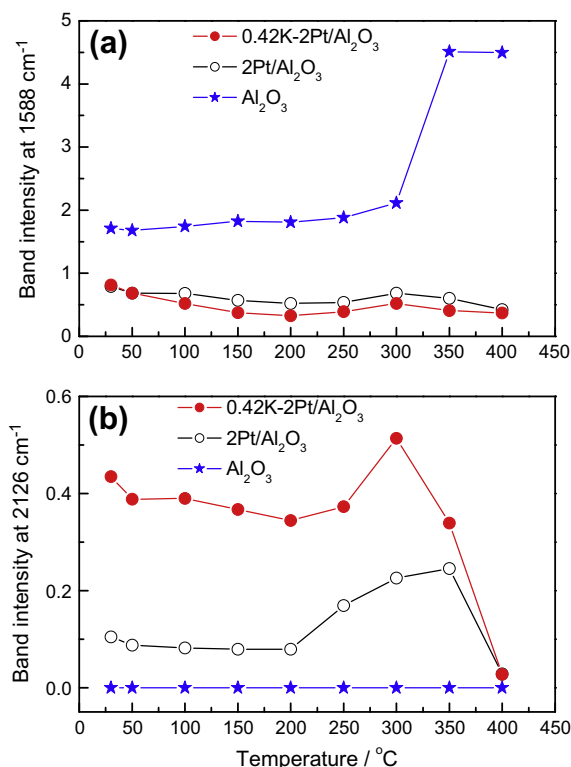 (a)
0.42K-2Pt/Al₂O₃
2Pt/Al₂O₃
Al₂O₃
Band intensity at 1588 cm⁻¹
5
4
3
2
1
0
0 50 100 150 200 250 300 350 400 450
(b)
0.42K-2Pt/Al₂O₃
2Pt/Al₂O₃
Al₂O₃
Band intensity at 2126 cm⁻¹
0.6
0.4
0.2
0.0
0 50 100 150 200 250 300 350 400 450
Temperature / °C